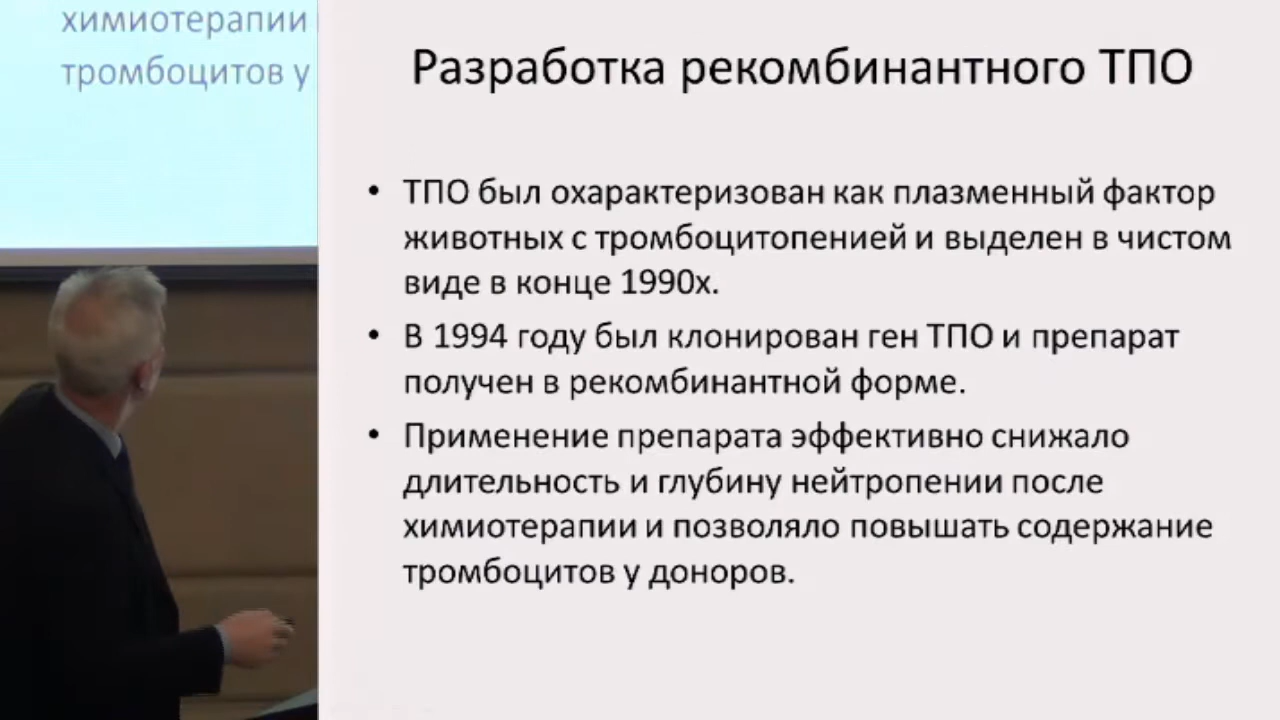 химиотерапии
тромбоцитов у
Разработка рекомбинантного ТПО
• ТПО был охарактеризован как плазменный фактор
животных с тромбоцитопенией и выделен в чистом
виде в конце 1990х.
• В 1994 году был клонирован ген ТПО и препарат
получен в рекомбинантной форме.
• Применение препарата эффективно снижало
длительность и глубину нейтропении после
химиотерапии и позволяло повышать содержание
тромбоцитов у доноров.